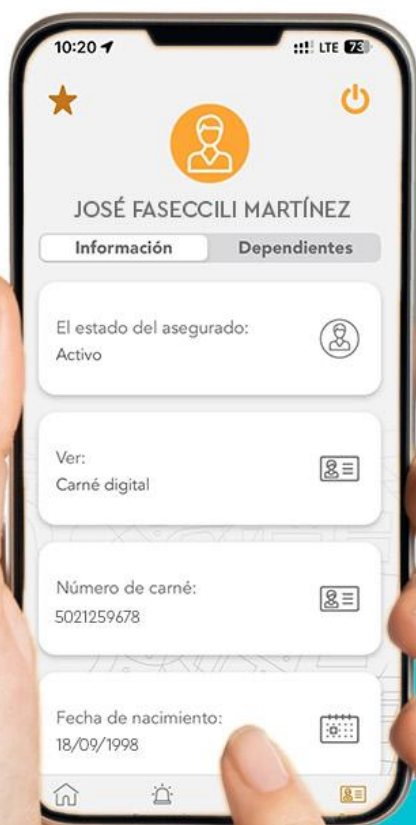 10:20
LTE 73
JOSÉ FASECCILI MARTÍNEZ
Información Dependientes
El estado del asegurado:
Activo
Ver:
Carné digital
Número de carné:
5021259678
Fecha de nacimiento:
18/09/1998